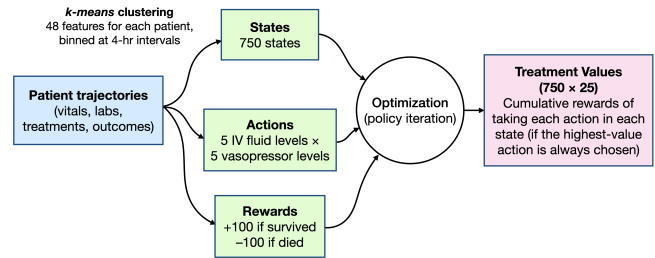 k-means clustering
48 features for each patient,
binned at 4-hr intervals
States
750 states
Patient trajectories
(vitals, labs,
treatments, outcomes)
Actions
5 IV fluid levels ×
5 vasopressor levels
Rewards
+100 if survived
–100 if died
Optimization
(policy iteration)
Treatment Values
(750 × 25)
Cumulative rewards of
taking each action in each
state (if the highest-value
action is always chosen)